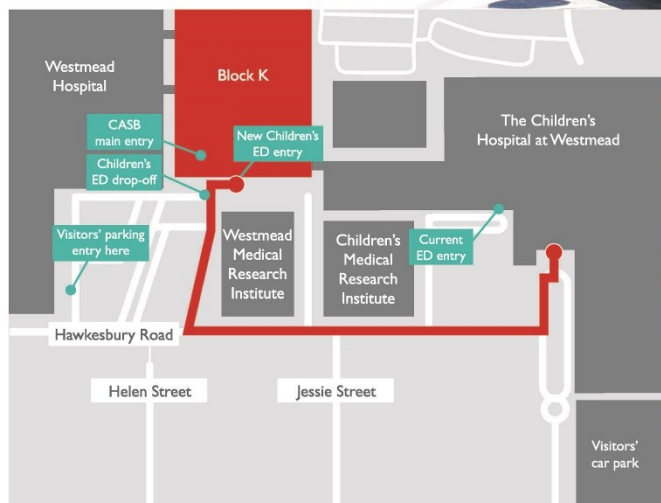 Westmead
Hospital
Block K
CASB
main entry
New Children's
ED entry
Children's
ED drop-off
The Children's
Hospital at Westmead
Visitors' parking
entry here
Westmead
Medical
Research
Institute
Children's
Medical
Research
Institute
Current
ED entry
Hawkesbury Road
Helen Street
Jessie Street
Visitors'
car park